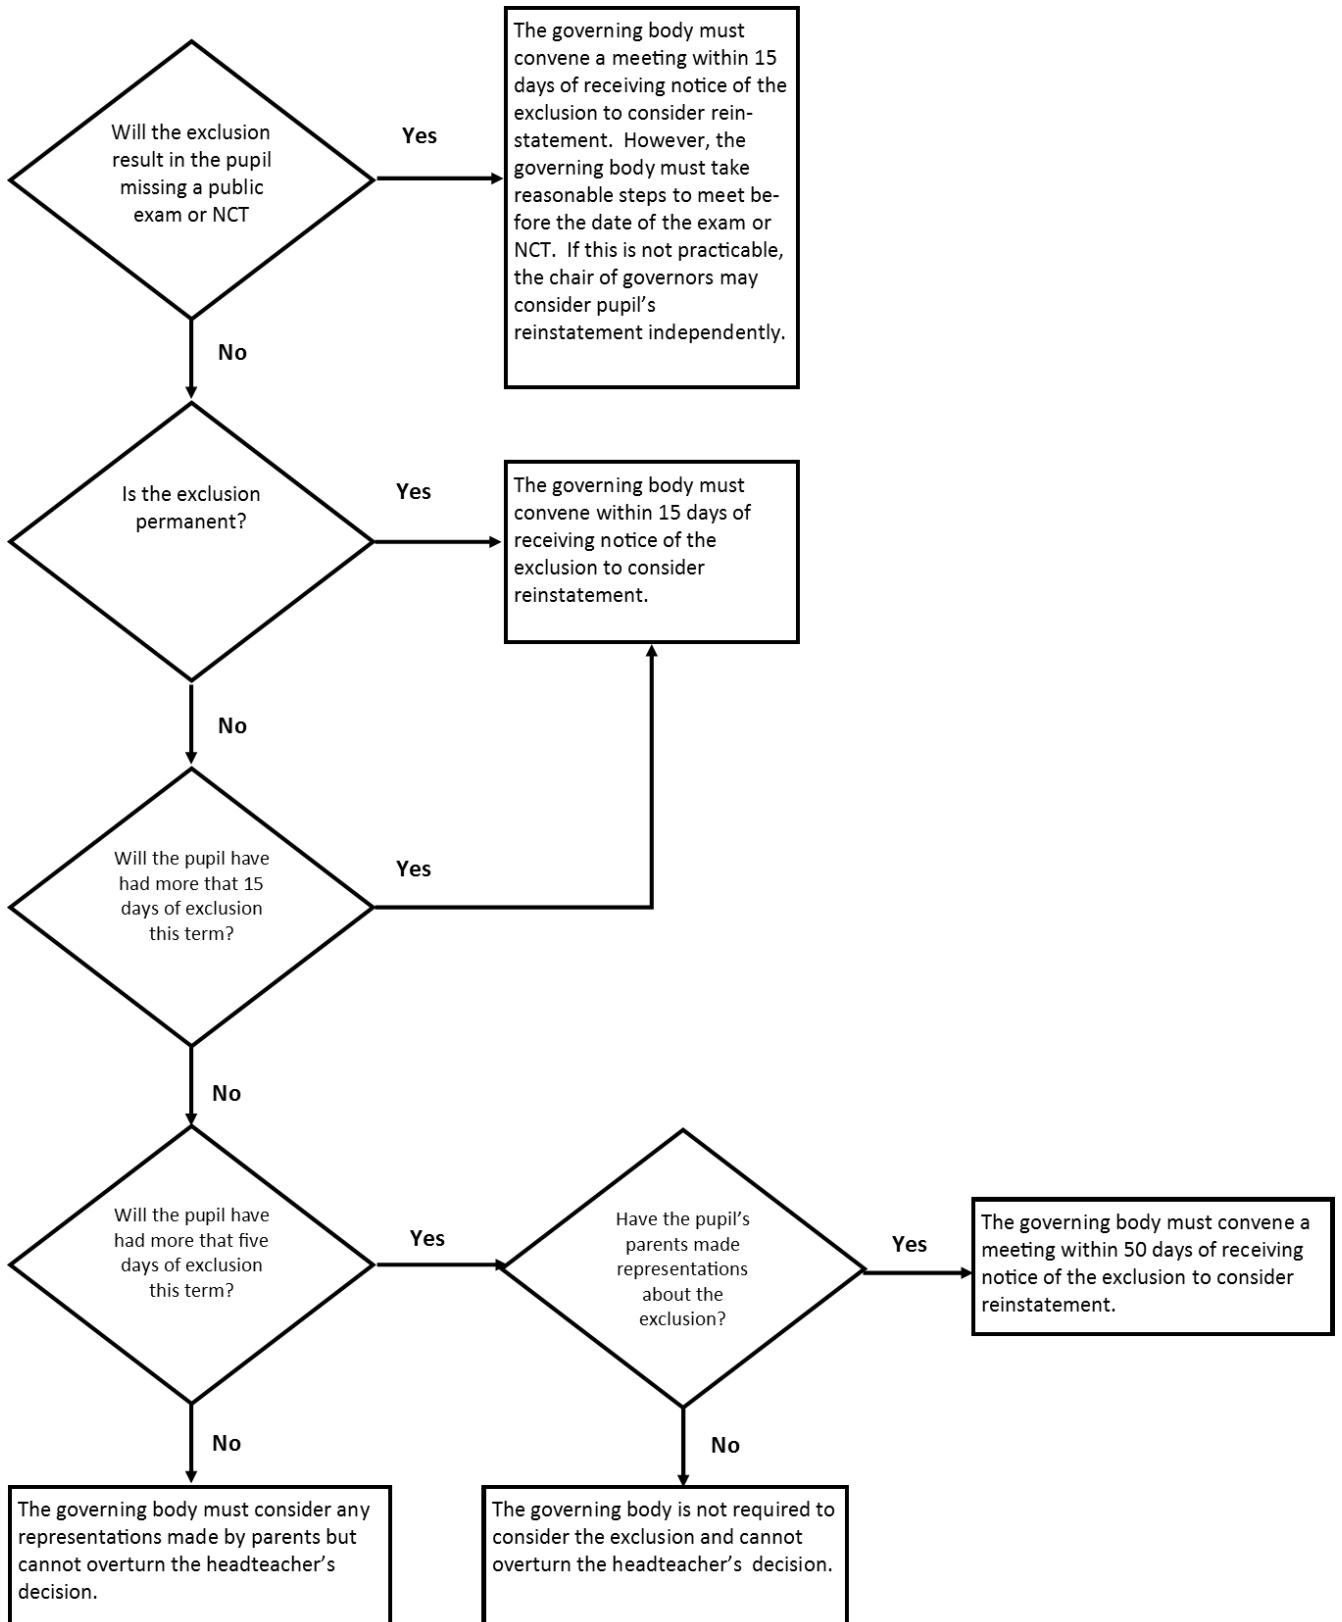 Will the exclusion
result in the pupil
missing a public
exam or NCT
Yes
The governing body must
convene a meeting within 15
days of receiving notice of the
exclusion to consider rein-
statement.  However, the
governing body must take
reasonable steps to meet be-
fore the date of the exam or
NCT.  If this is not practicable,
the chair of governors may
consider pupil’s
reinstatement independently.
No
Is the exclusion
permanent?
Yes
The governing body must
convene within 15 days of
receiving notice of the
exclusion to consider
reinstatement.
No
Will the pupil have
had more that 15
days of exclusion
this term?
Yes
No
Will the pupil have
had more that five
days of exclusion
this term?
Yes
Have the pupil’s
parents made
representations
about the
exclusion?
Yes
The governing body must convene a
meeting within 50 days of receiving
notice of the exclusion to consider
reinstatement.
No
The governing body must consider any
representations made by parents but
cannot overturn the headteacher’s
decision.
No
The governing body is not required to
consider the exclusion and cannot
overturn the headteacher’s  decision.